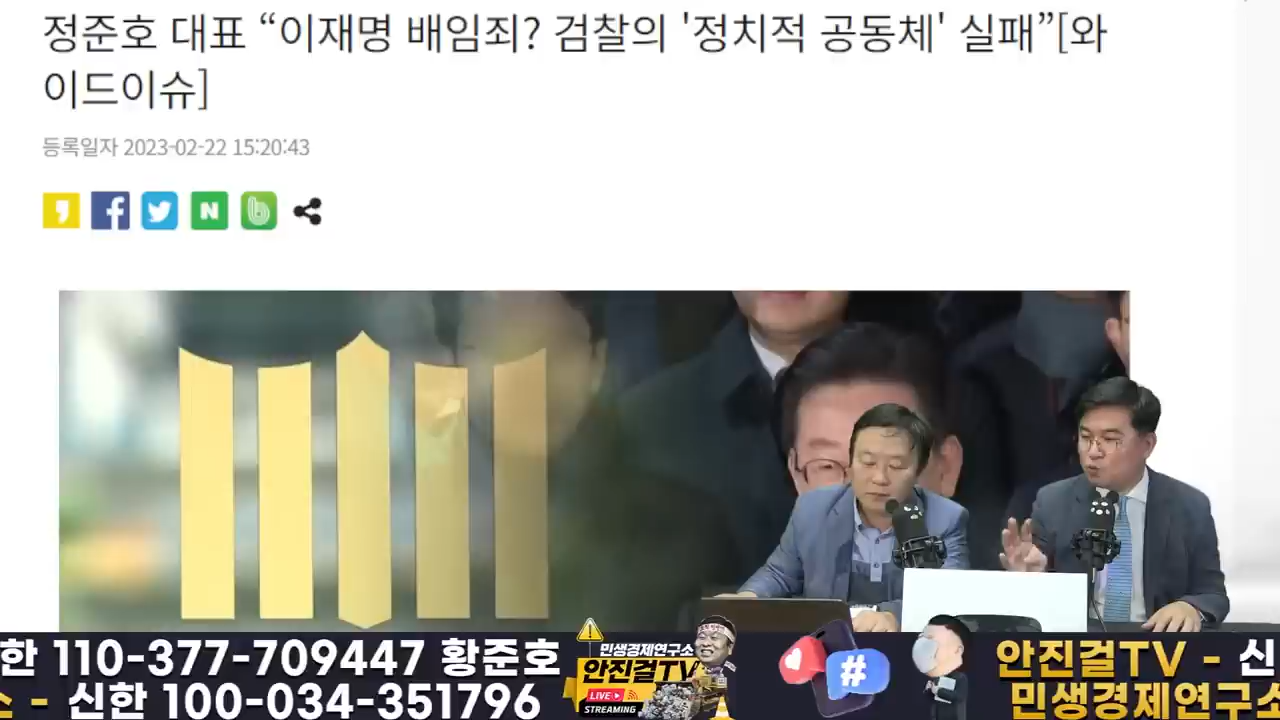 정준호 대표 “이재명 배임죄? 검찰의 '정치적 공동체' 실패”[와
이드이슈]
등록일자 2023-02-22 15:20:43
한 110-377-709447 황준호
- 신한 100-034-351796
민생경제연구소
안진걸TV
LIVE
STREAMING
#
안진걸TV - 신
민생경제연구소